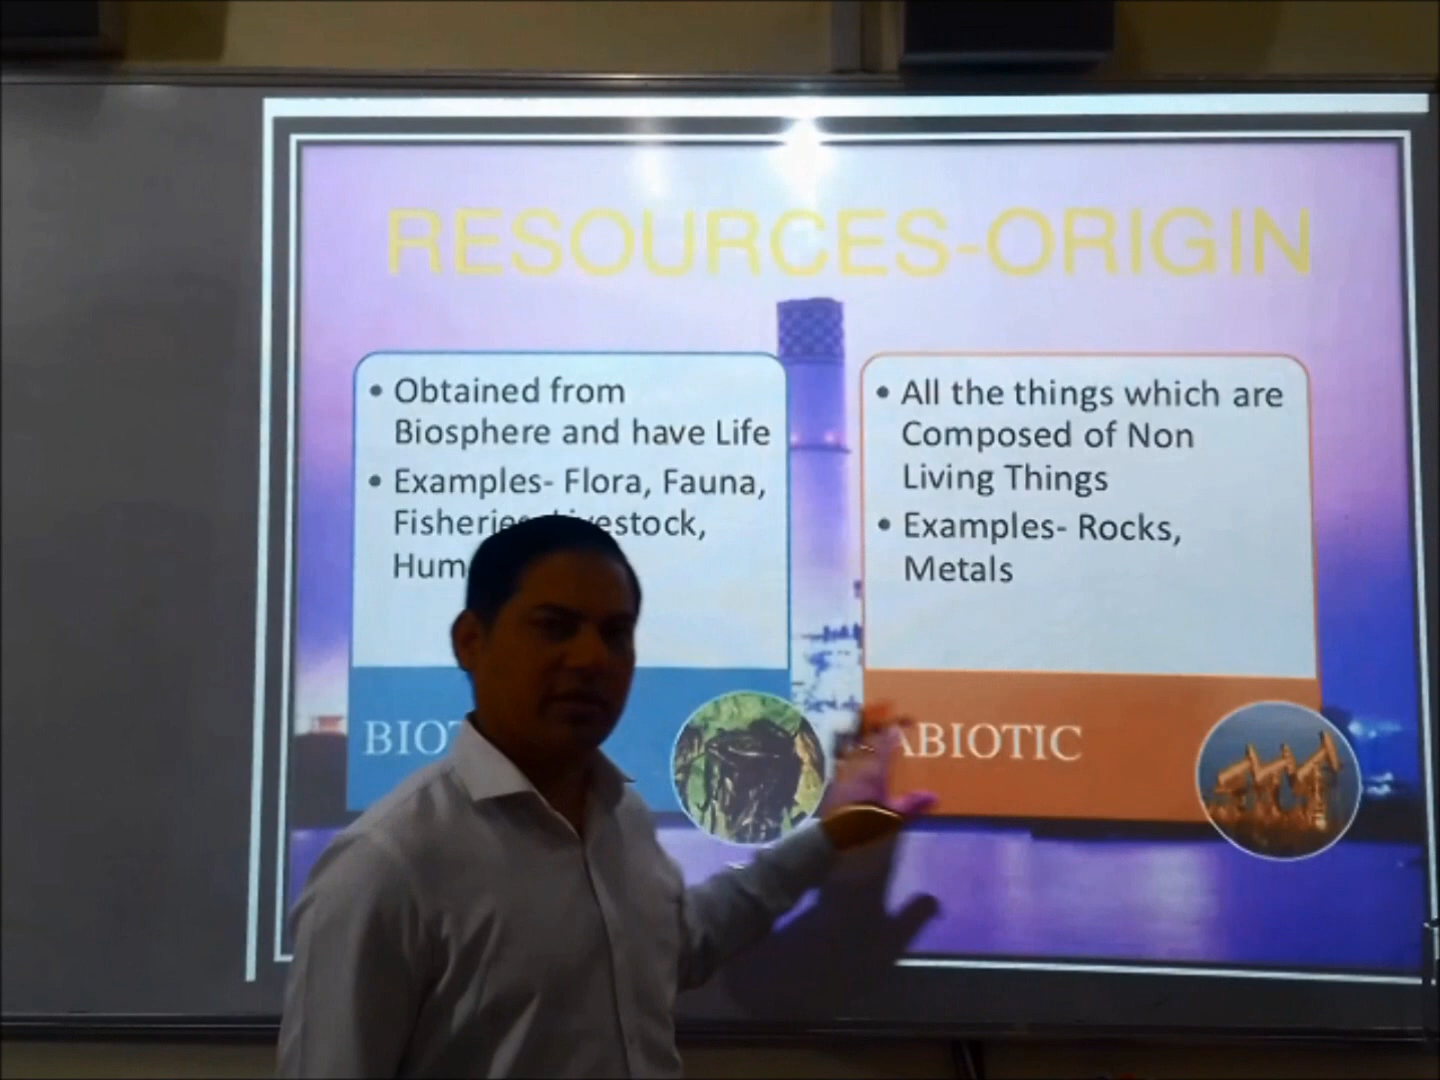 RESOURCES-ORIGIN
• Obtained from
Biosphere and have Life
• Examples- Flora, Fauna,
Fisheries, Livestock,
• All the things which are
Composed of Non
Living Things
• Examples- Rocks,
Metals
ABIOTIC